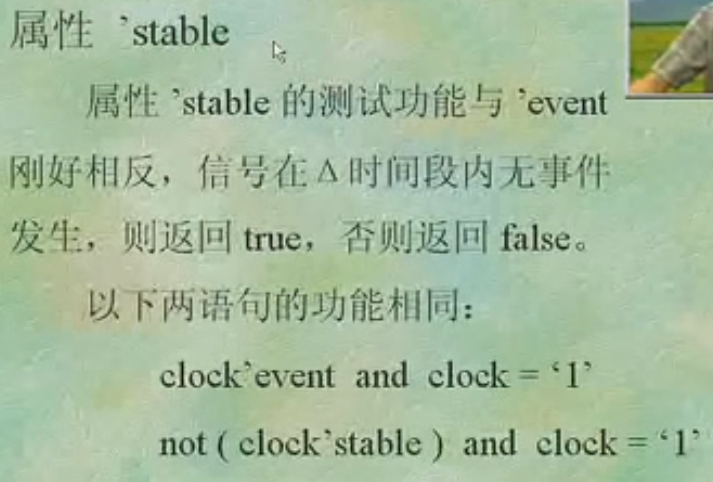 属性 ’stable
属性 ’stable 的测试功能与 ’event
刚好相反，信号在 Δ 时间段内无事件
发生，则返回 true，否则返回 false。
以下两语句的功能相同：
clock’event and clock = ‘1’
not ( clock’stable ) and clock = ‘1’